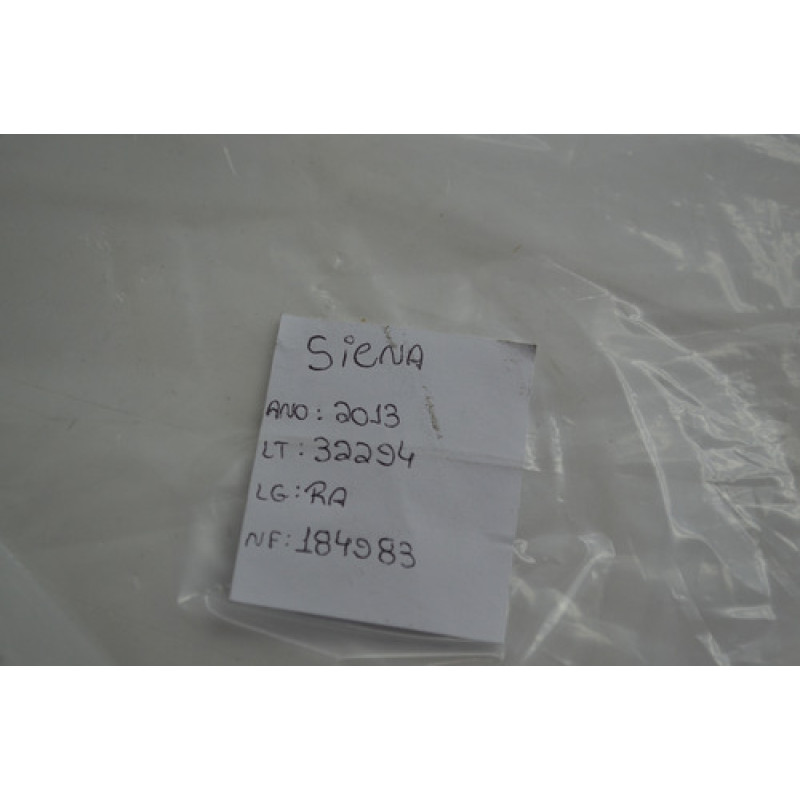 SieNA
ANO: 2013
LT: 32294
LG: RA
NF: 184983